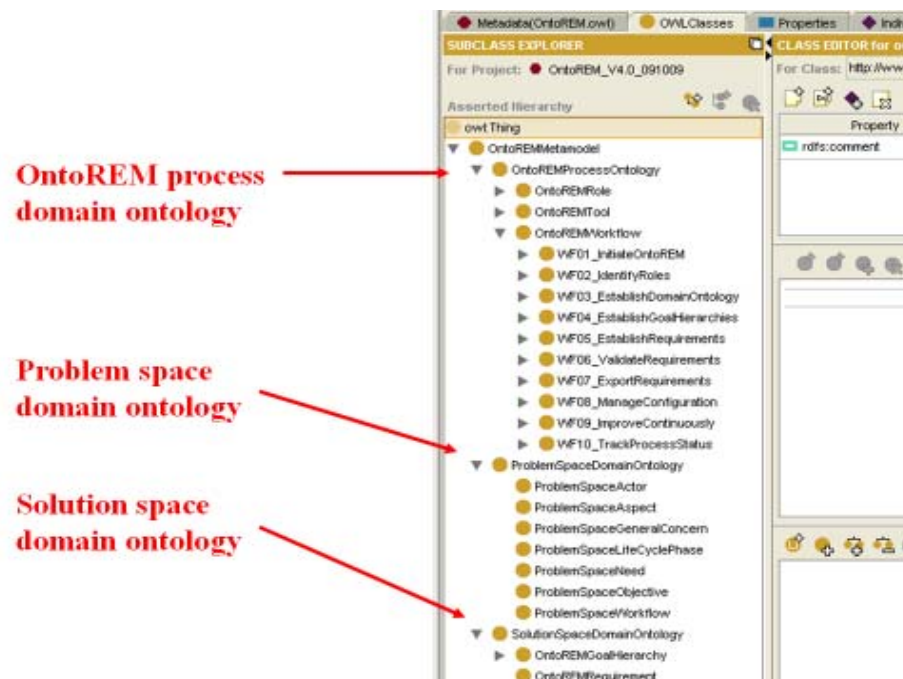 Metadata(OntoREM.owl)
OWLClasses
Properties
SUBCLASS EXPLORER
CLASS EDITOR for
For Project: OntoREM_V4.0_091009
For Class: http://ww
Asserted Hierarchy
owl:Thing
Property
OntoREMMetamodel
rdfs:comment
OntoREM process
domain ontology
OntoREMProcessOntology
OntoREMRole
OntoREMTool
OntoREMWorkflow
WF01_InitiateOntoREM
WF02_IdentifyRoles
WF03_EstablishDomainOntology
WF04_EstablishGoalHierarchies
WF05_EstablishRequirements
WF06_ValidateRequirements
WF07_ExportRequirements
WF08_ManageConfiguration
WF09_ImproveContinuously
WF10_TrackProcessStatus
Problem space
domain ontology
ProblemSpaceDomainOntology
ProblemSpaceActor
ProblemSpaceAspect
ProblemSpaceGeneralConcern
ProblemSpaceLifeCyclePhase
ProblemSpaceNeed
ProblemSpaceObjective
ProblemSpaceWorkflow
Solution space
domain ontology
SolutionSpaceDomainOntology
OntoREMGoalHierarchy
OntoREMRequirement